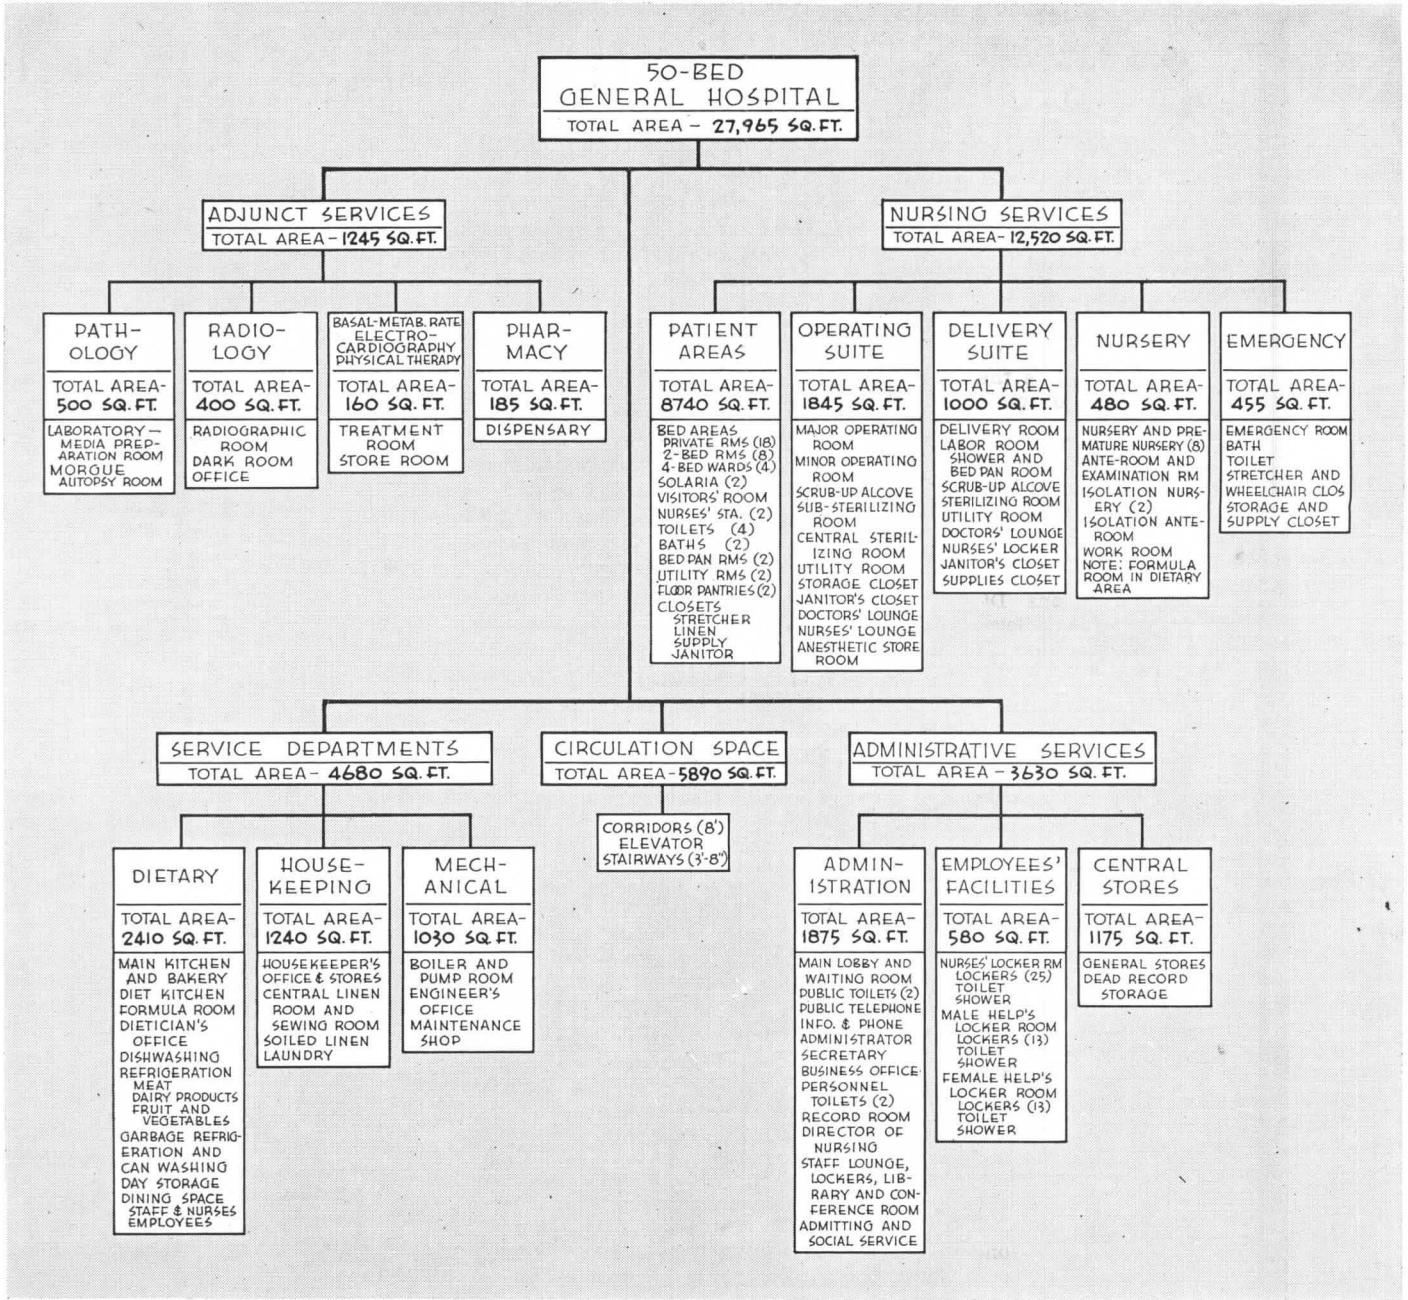 50-BED
GENERAL HOSPITAL
TOTAL AREA - 27,965 SQ.FT.
ADJUNCT SERVICES
TOTAL AREA - 1245 SQ.FT.
NURSING SERVICES
TOTAL AREA - 12,520 SQ.FT.
PATH-
OLOGY
TOTAL AREA-
500 SQ.FT.
LABORATORY—
MEDIA PREP-
ARATION ROOM
MORGUE
AUTOPSY ROOM
RADIO-
LOGY
TOTAL AREA-
400 SQ.FT.
RADIOGRAPHIC
ROOM
DARK ROOM
OFFICE
BASAL-METAB. RATE
ELECTRO-
CARDIOGRAPHY
PHYSICAL THERAPY
TOTAL AREA-
160 SQ.FT.
TREATMENT
ROOM
STORE ROOM
PHAR-
MACY
TOTAL AREA-
185 SQ.FT.
DISPENSARY
PATIENT
AREAS
TOTAL AREA-
8740 SQ.FT.
BED AREAS
PRIVATE RMS (18)
2-BED RMS (8)
4-BED WARDS (4)
SOLARIA (2)
VISITORS' ROOM
NURSES' STA. (2)
TOILETS (4)
BATHS (2)
BED PAN RMS (2)
UTILITY RMS (2)
FLOOR PANTRIES (2)
CLOSETS
STRETCHER
LINEN
SUPPLY
JANITOR
OPERATING
SUITE
TOTAL AREA-
1845 SQ.FT.
MAJOR OPERATING
ROOM
MINOR OPERATING
ROOM
SCRUB-UP ALCOVE
SUB-STERILIZING
ROOM
CENTRAL STERIL-
IZING ROOM
UTILITY ROOM
STORAGE CLOSET
JANITOR'S CLOSET
DOCTORS' LOUNGE
NURSES' LOUNGE
ANESTHETIC STORE
ROOM
DELIVERY
SUITE
TOTAL AREA-
1000 SQ.FT.
DELIVERY ROOM
LABOR ROOM
SHOWER AND
BED PAN ROOM
SCRUB-UP ALCOVE
STERILIZING ROOM
UTILITY ROOM
DOCTORS' LOUNGE
NURSES' LOCKER
JANITOR'S CLOSET
SUPPLIES CLOSET
NURSERY
TOTAL AREA-
480 SQ.FT.
NURSERY AND PRE-
MATURE NURSERY (8)
ANTE-ROOM AND
EXAMINATION RM
ISOLATION NURS-
ERY (2)
ISOLATION ANTE-
ROOM
WORK ROOM
NOTE: FORMULA
ROOM IN DIETARY
AREA
EMERGENCY
TOTAL AREA-
455 SQ.FT.
EMERGENCY ROOM
BATH
TOILET
STRETCHER AND
WHEELCHAIR CLOS
STORAGE AND
SUPPLY CLOSET
SERVICE DEPARTMENTS
TOTAL AREA - 4680 SQ.FT.
CIRCULATION SPACE
TOTAL AREA - 5890 SQ.FT.
ADMINISTRATIVE SERVICES
TOTAL AREA - 3630 SQ.FT.
DIETARY
TOTAL AREA-
2410 SQ.FT.
MAIN KITCHEN
AND BAKERY
DIET KITCHEN
FORMULA ROOM
DIETICIAN'S
OFFICE
DISHWASHING
REFRIGERATION
MEAT
DAIRY PRODUCTS
FRUIT AND
VEGETABLES
GARBAGE REFRIG-
ERATION AND
CAN WASHING
DAY STORAGE
DINING SPACE
STAFF & NURSES
EMPLOYEES
HOUSE-
KEEPING
TOTAL AREA-
1240 SQ.FT.
HOUSEKEEPER'S
OFFICE & STORES
CENTRAL LINEN
ROOM AND
SEWING ROOM
SOILED LINEN
LAUNDRY
MECH-
ANICAL
TOTAL AREA-
1030 SQ.FT.
BOILER AND
PUMP ROOM
ENGINEER'S
OFFICE
MAINTENANCE
SHOP
CORRIDORS (8')
ELEVATOR
STAIRWAYS (3'-8")
ADMIN-
ISTRATION
TOTAL AREA-
1875 SQ.FT.
MAIN LOBBY AND
WAITING ROOM
PUBLIC TOILETS (2)
PUBLIC TELEPHONE
INFO. & PHONE
ADMINISTRATOR
SECRETARY
BUSINESS OFFICE
PERSONNEL
TOILETS (2)
RECORD ROOM
DIRECTOR OF
NURSING
STAFF LOUNGE,
LOCKERS, LIB-
RARY AND CON-
FERENCE ROOM
ADMITTING AND
SOCIAL SERVICE
EMPLOYEES'
FACILITIES
TOTAL AREA-
580 SQ.FT.
NURSES' LOCKER RM
LOCKERS (25)
TOILET
SHOWER
MALE HELP'S
LOCKER ROOM
LOCKERS (13)
TOILET
SHOWER
FEMALE HELP'S
LOCKER ROOM
LOCKERS (13)
TOILET
SHOWER
CENTRAL
STORES
TOTAL AREA-
1175 SQ.FT.
GENERAL STORES
DEAD RECORD
STORAGE